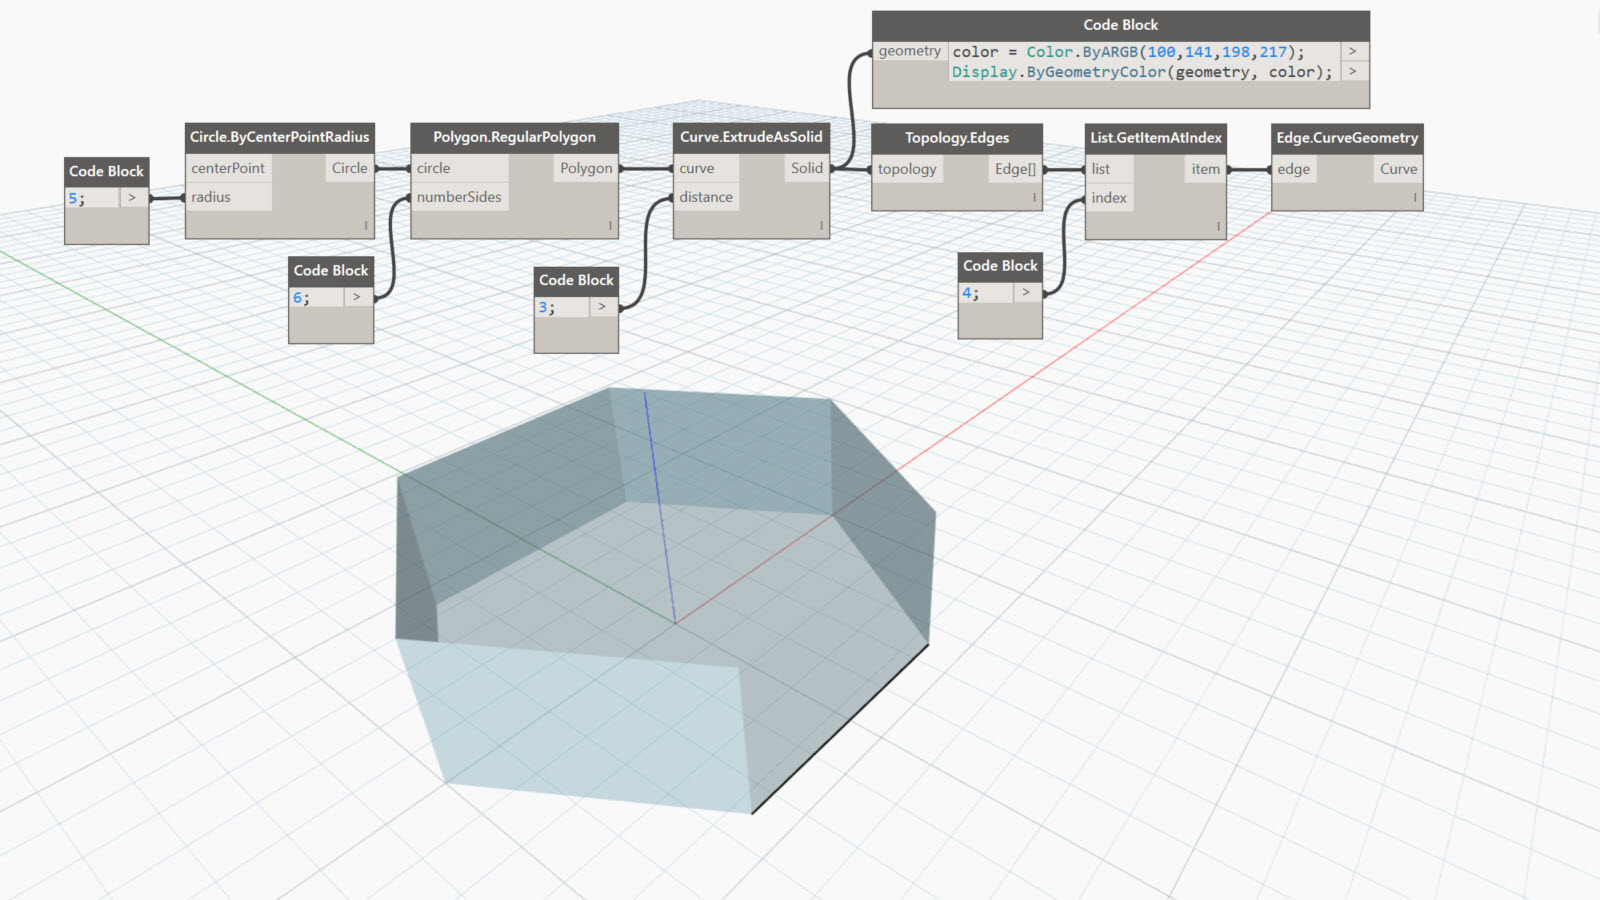 Code Block
geometry color = Color.ByARGB(100,141,198,217); >
Display.ByGeometryColor(geometry, color); >
Code Block
5; >
Circle.ByCenterPointRadius
centerPoint Circle
radius
Polygon.RegularPolygon
circle Polygon
numberSides
Curve.ExtrudeAsSolid
curve Solid
distance
Topology.Edges
topology Edge[]
List.GetItemAtIndex
list item
index
Edge.CurveGeometry
edge Curve
Code Block
6; >
Code Block
3; >
Code Block
4; >